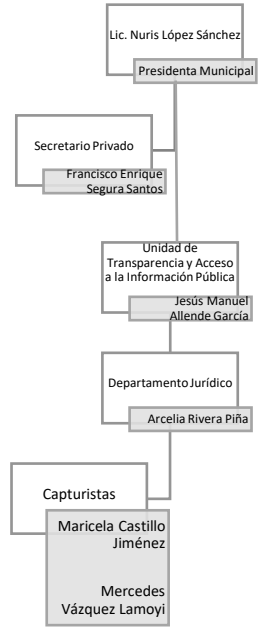 Lic. Nuris López Sánchez
Presidenta Municipal
Secretario Privado
Francisco Enrique
Segura Santos
Unidad de
Transparencia y Acceso
a la Información Pública
Jesús Manuel
Allende García
Departamento Jurídico
Arcelia Rivera Piña
Capturistas
Maricela Castillo
Jiménez
Mercedes
Vázquez Lamoyi